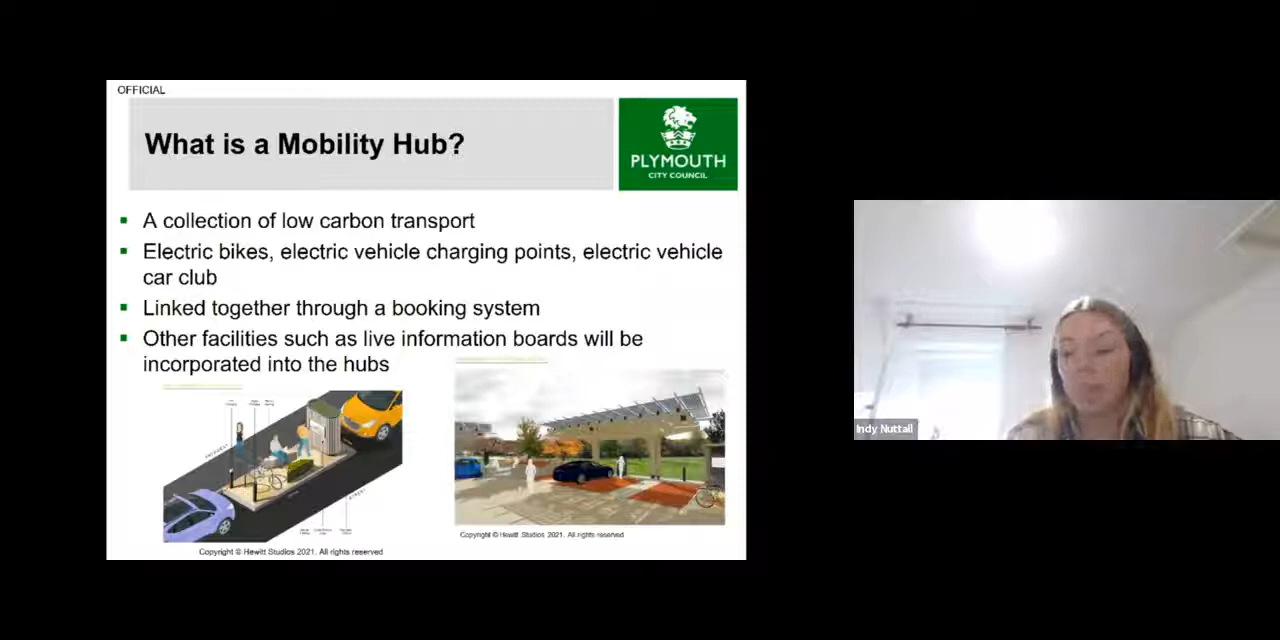 OFFICIAL
What is a Mobility Hub?
PLYMOUTH
CITY COUNCIL
A collection of low carbon transport
Electric bikes, electric vehicle charging points, electric vehicle
car club
Linked together through a booking system
Other facilities such as live information boards will be
incorporated into the hubs
Copyright © Hewitt Studios 2021. All rights reserved
Copyright © Hewitt Studios 2021. All rights reserved
Indy Nuttall